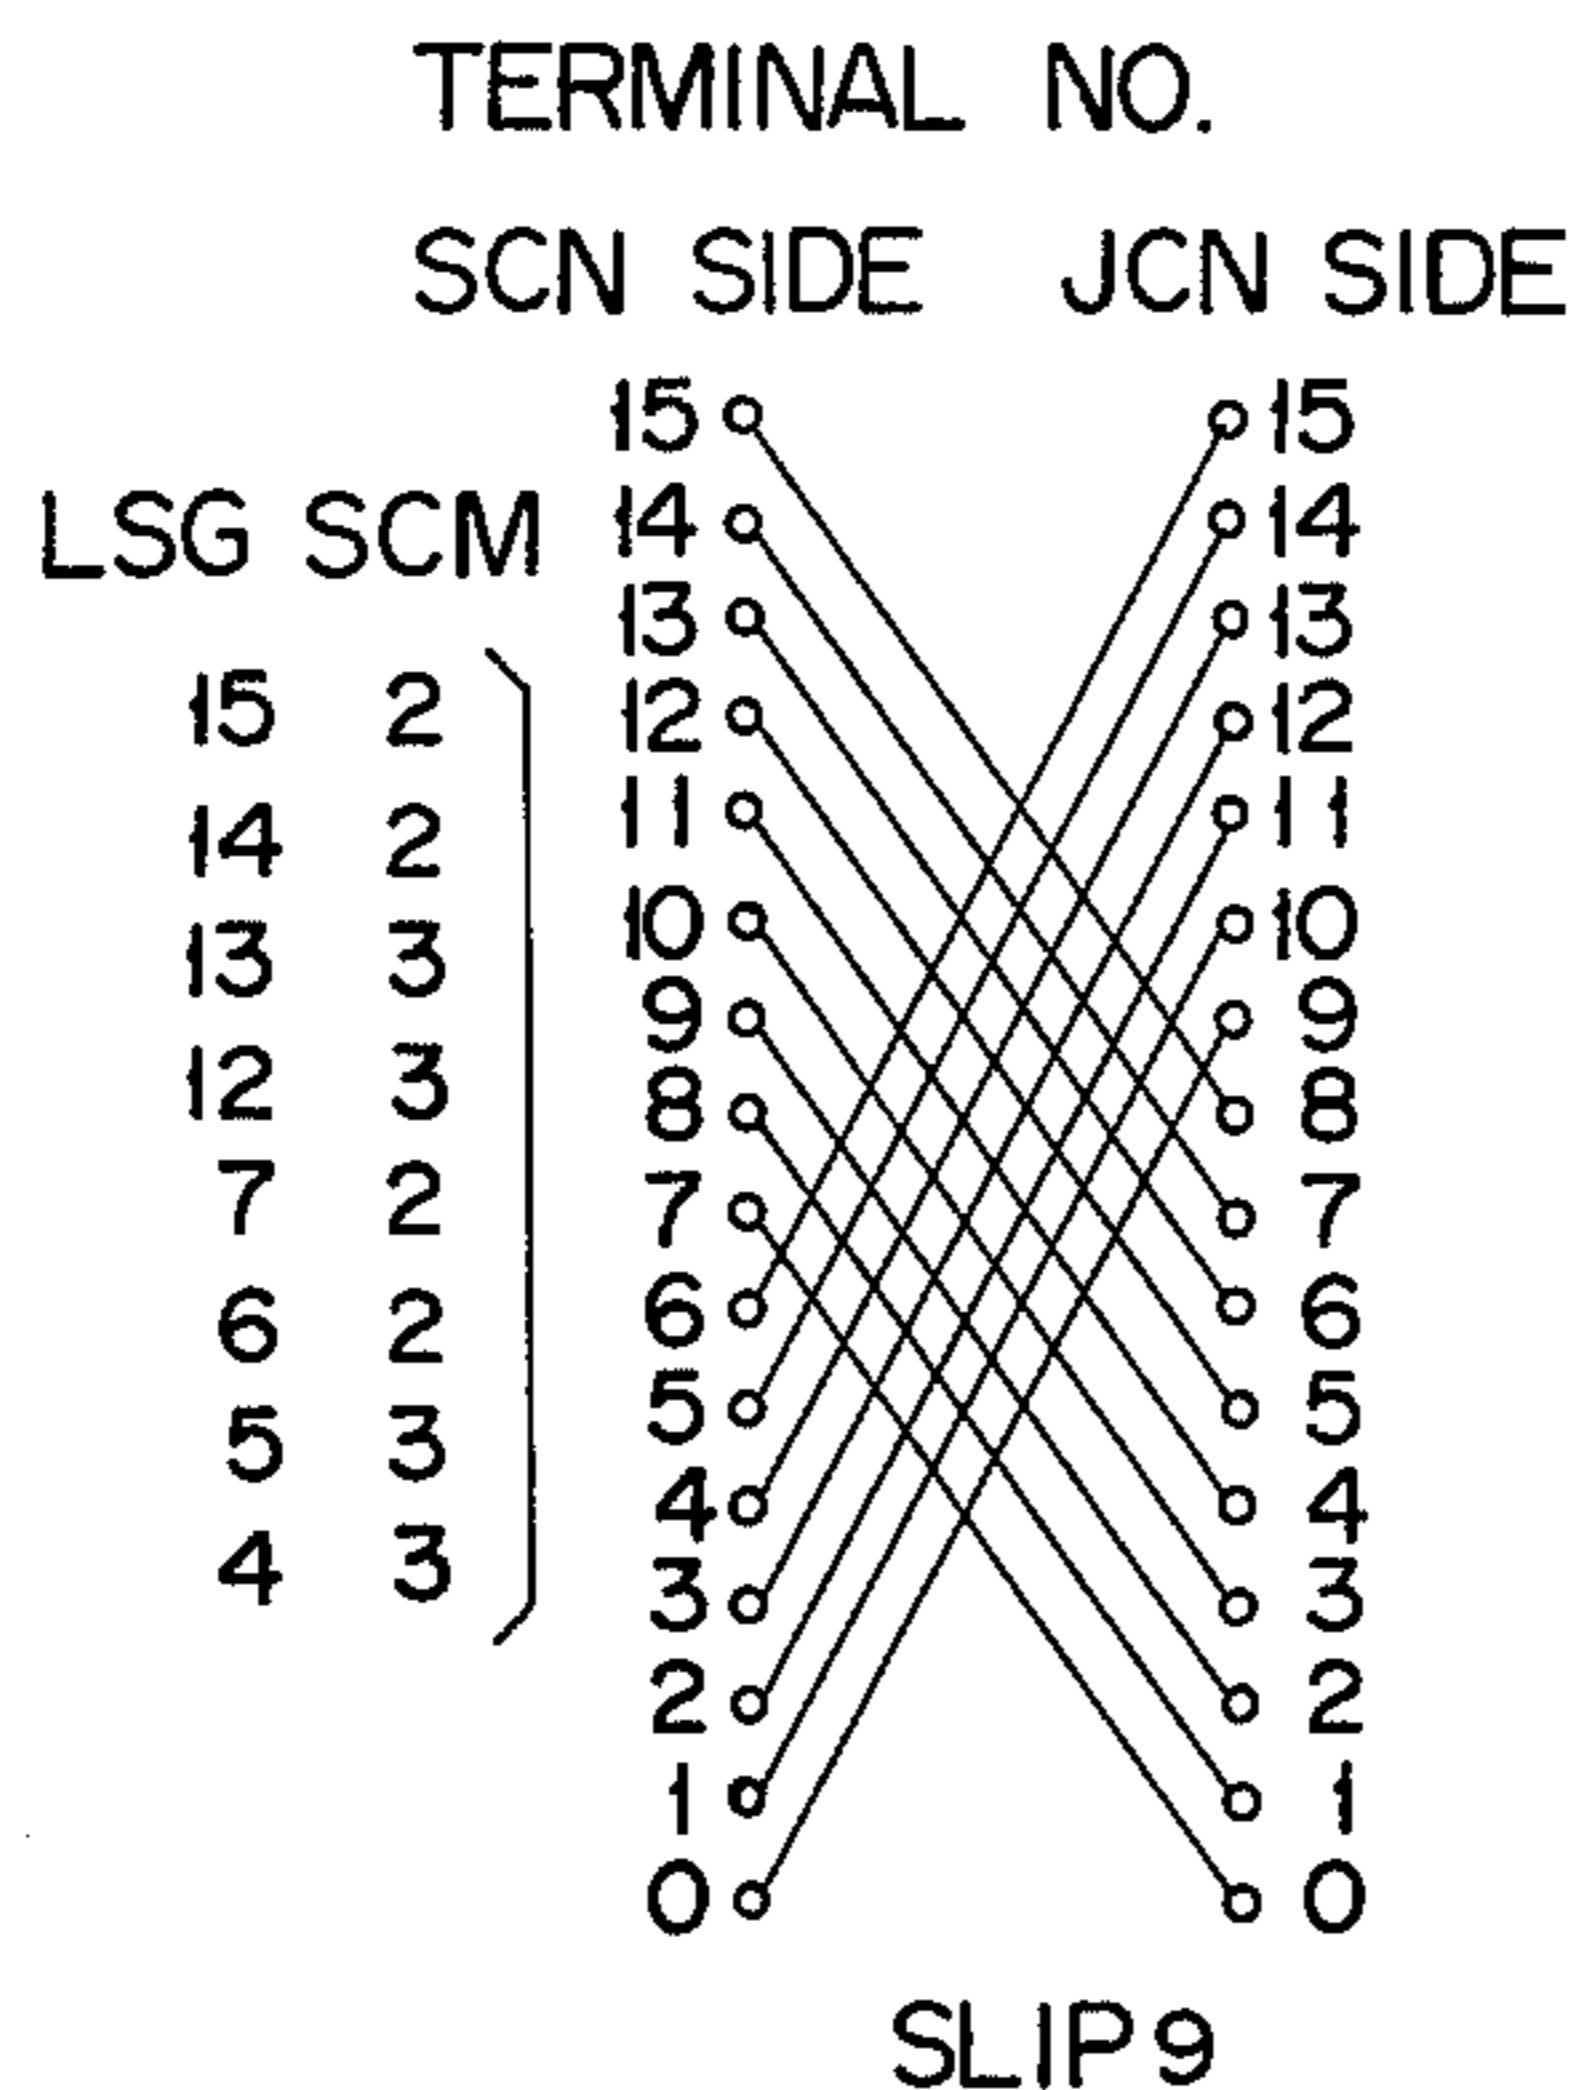 TERMINAL NO.
SCN SIDE JCN SIDE
15 15
LSG SCM 14 14
13 13
15 2 12 12
14 2 11 11
13 3 10 10
9 9
12 3 8 8
7 2 7 7
6 2 6 6
5 3 5 5
4 3 4 4
3 3
2 2
1 1
0 0
SLIP 9